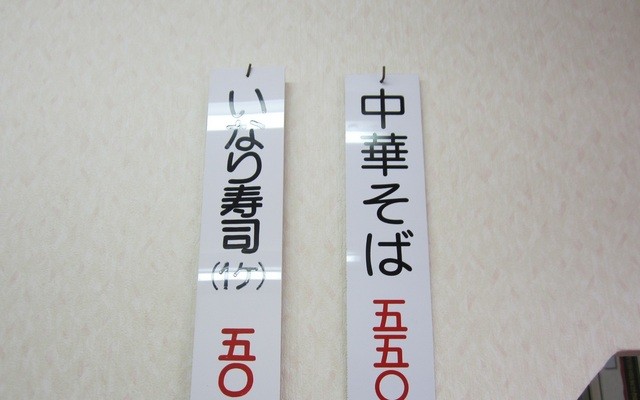 中華そば
五五〇
いなり寿司
(1ケ)
五〇